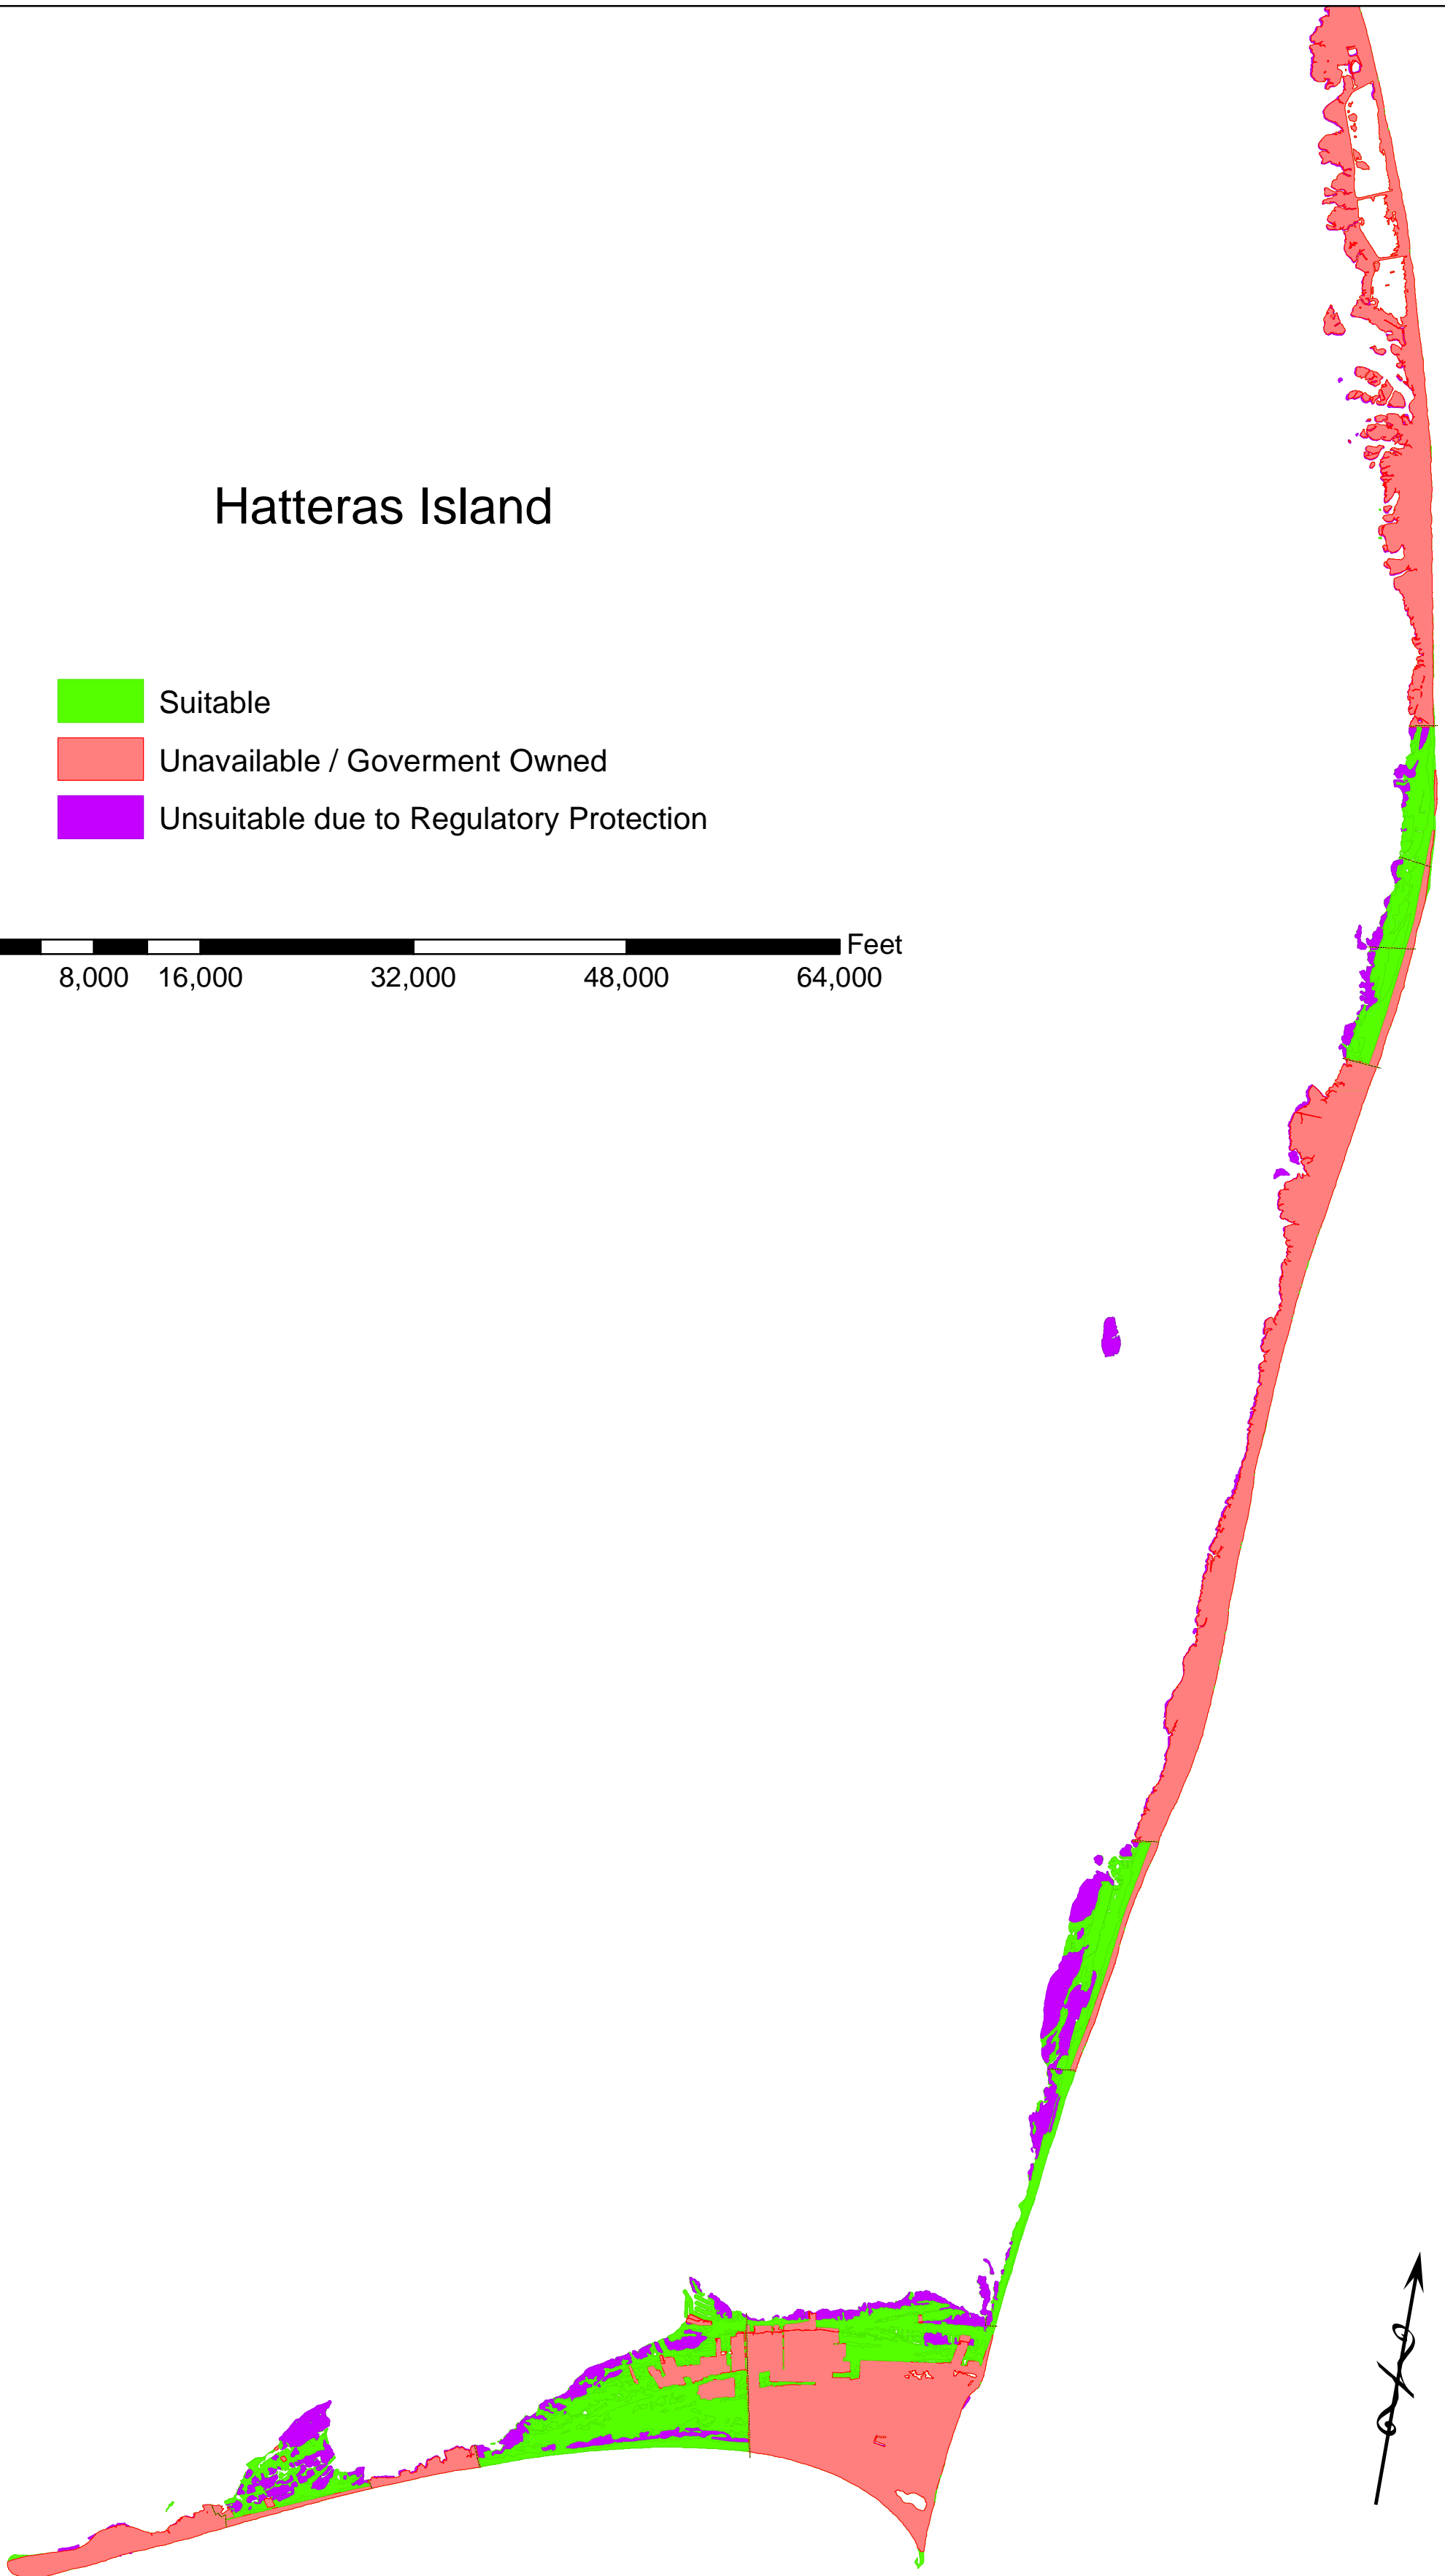 Hatteras Island
Suitable
Unavailable / Goverment Owned
Unsuitable due to Regulatory Protection
Feet
8,000 16,000 32,000 48,000 64,000
N